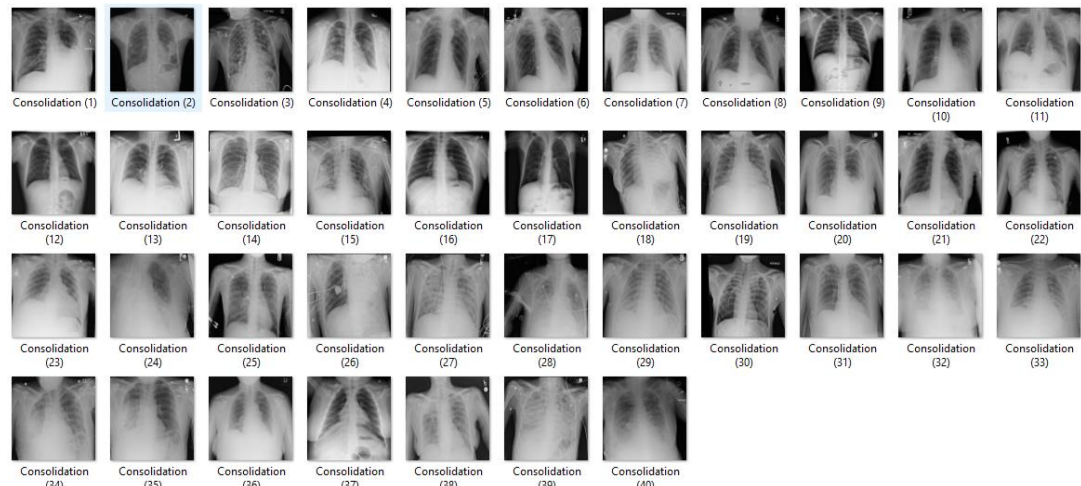 Consolidation (1) Consolidation (2) Consolidation (3) Consolidation (4) Consolidation (5) Consolidation (6) Consolidation (7) Consolidation (8) Consolidation (9) Consolidation Consolidation
(10) (11)
Consolidation Consolidation Consolidation Consolidation Consolidation Consolidation Consolidation Consolidation Consolidation Consolidation Consolidation
(12) (13) (14) (15) (16) (17) (18) (19) (20) (21) (22)
Consolidation Consolidation Consolidation Consolidation Consolidation Consolidation Consolidation Consolidation Consolidation Consolidation Consolidation
(23) (24) (25) (26) (27) (28) (29) (30) (31) (32) (33)
Consolidation Consolidation Consolidation Consolidation Consolidation Consolidation Consolidation
(34) (35) (36) (37) (38) (39) (40)